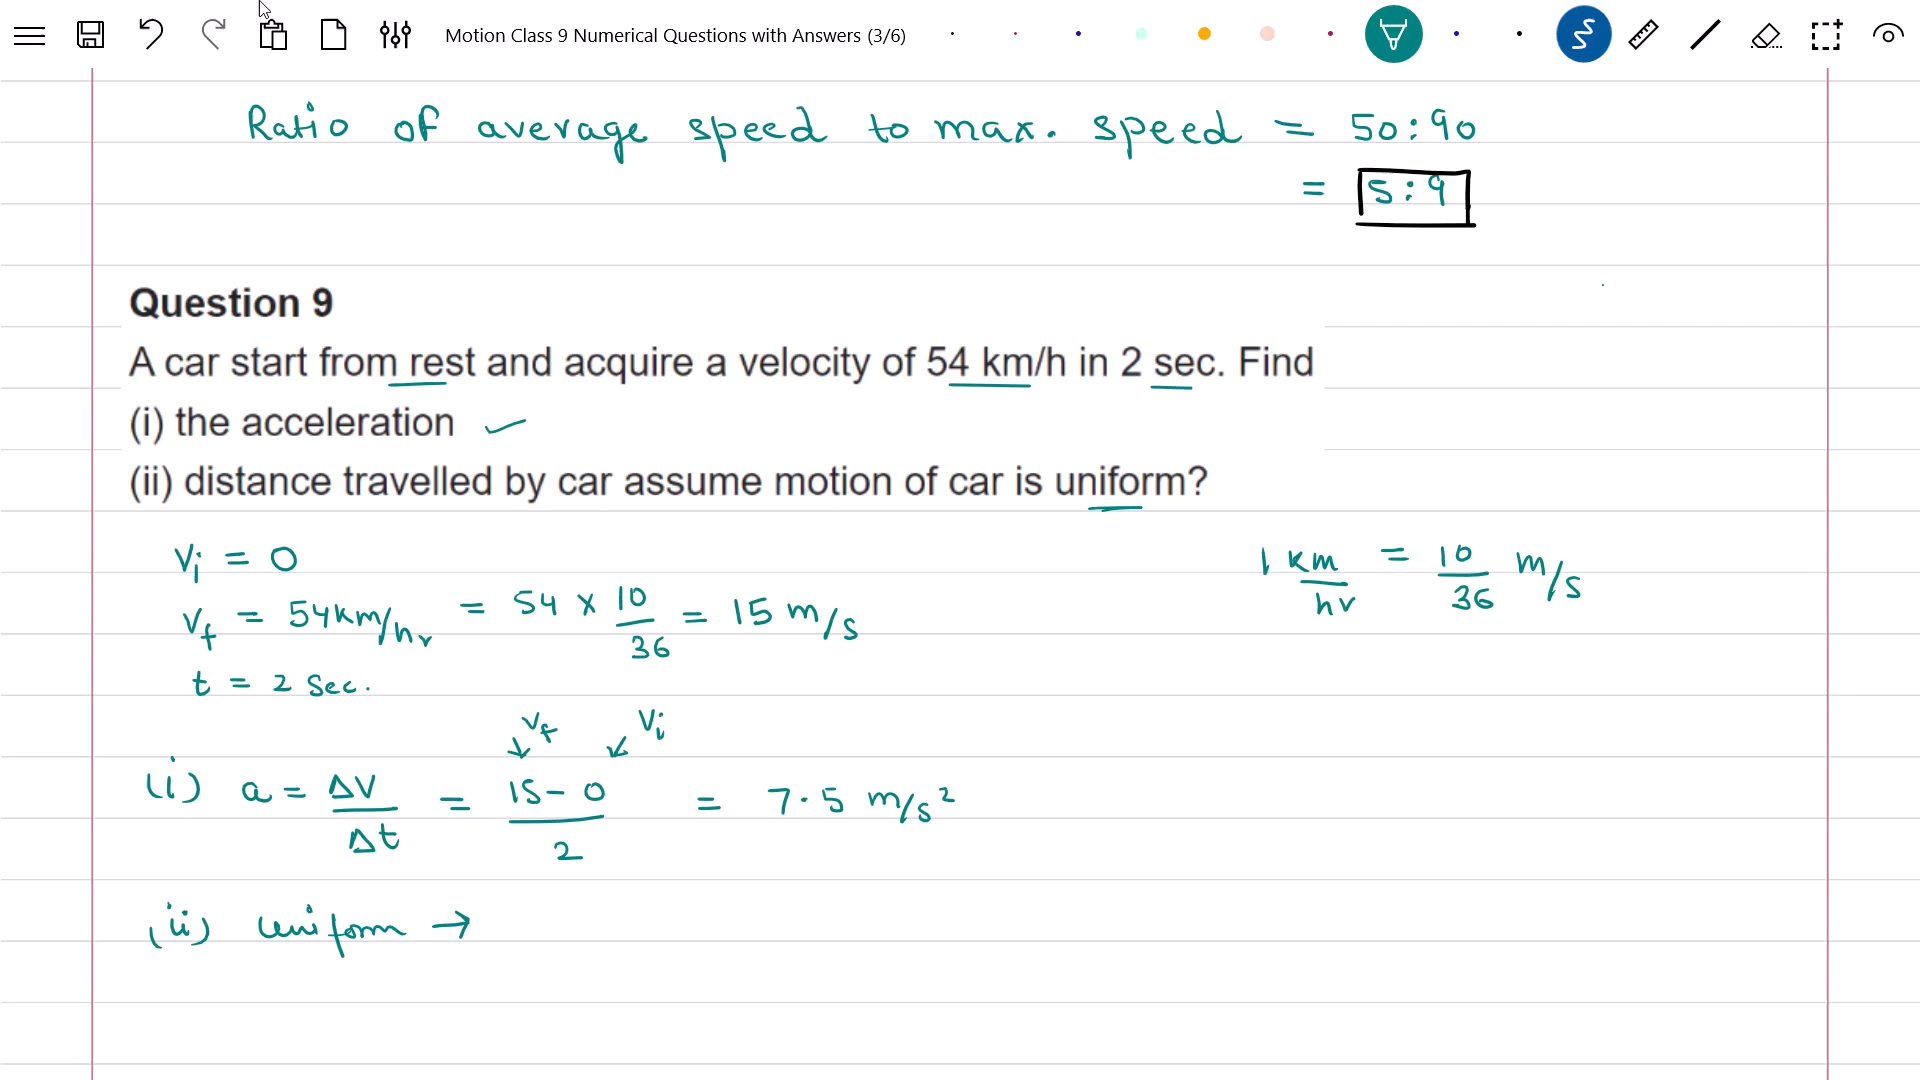 Motion Class 9 Numerical Questions with Answers (3/6)
Ratio of average speed to max. speed = 50:90
= 5:9
Question 9
A car start from rest and acquire a velocity of 54 km/h in 2 sec. Find
(i) the acceleration
(ii) distance travelled by car assume motion of car is uniform?
Vi = 0
1 km/hr = 10/36 m/s
Vf = 54km/hr = 54 × 10/36 = 15 m/s
t = 2 Sec.
Vf Vi
(i) a = ΔV/Δt = 15 - 0/2 = 7.5 m/s²
(ii) uniform →